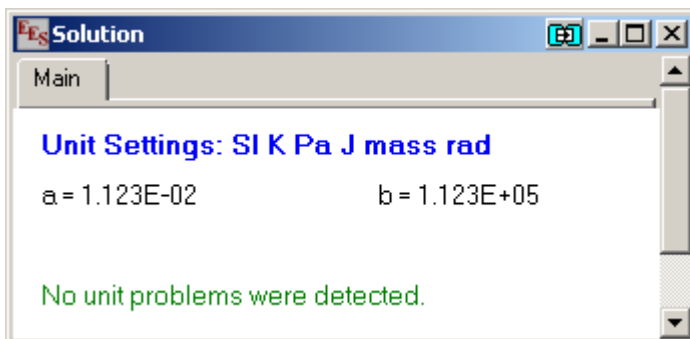 EES Solution
Main
Unit Settings: SI K Pa J mass rad
a = 1.123E-02 b = 1.123E+05
No unit problems were detected.